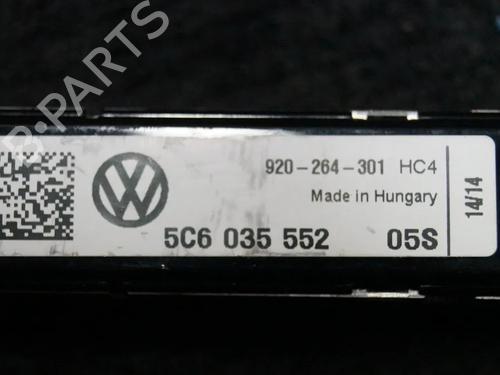 B-PARTS
920-264-301 HC4
Made in Hungary
5C6 035 552 05S
14/14